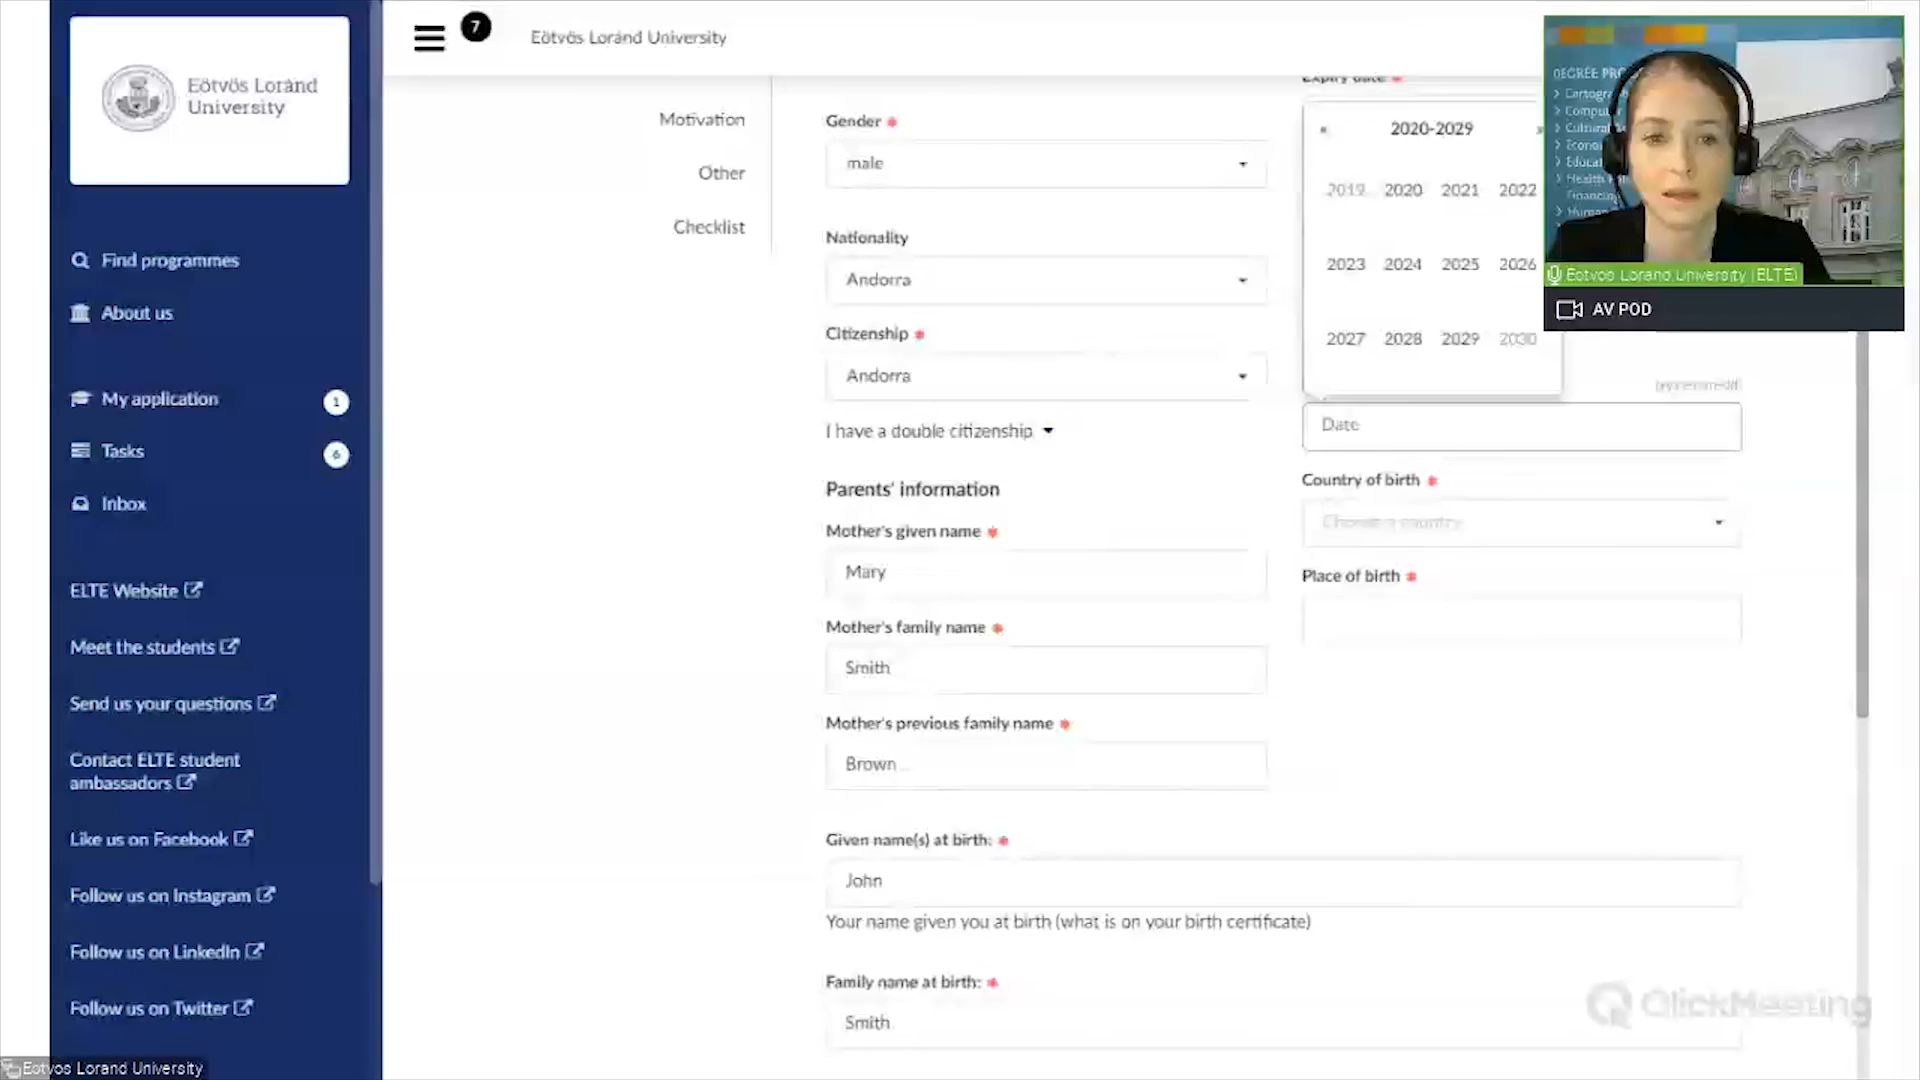 Eötvös Loránd
University
Find programmes
About us
My application 1
Tasks 6
Inbox
ELTE Website
Meet the students
Send us your questions
Contact ELTE student
ambassadors
Like us on Facebook
Follow us on Instagram
Follow us on LinkedIn
Follow us on Twitter
Eötvös Loránd University
7
Eötvös Loránd University
Motivation
Other
Checklist
Gender *
male
Nationality
Andorra
Citizenship *
Andorra
I have a double citizenship
Parents' information
Mother's given name *
Mary
Mother's family name *
Smith
Mother's previous family name *
Brown
Given name(s) at birth: *
John
Your name given you at birth (what is on your birth certificate)
Family name at birth: *
Smith
Expiry date *
« 2020-2029 »
2019 2020 2021 2022
2023 2024 2025 2026
2027 2028 2029 2030
Date
Country of birth *
Choose a country
Place of birth *
DEGREE
Eötvös Loránd University (ELTE)
AV POD
ClickMeeting